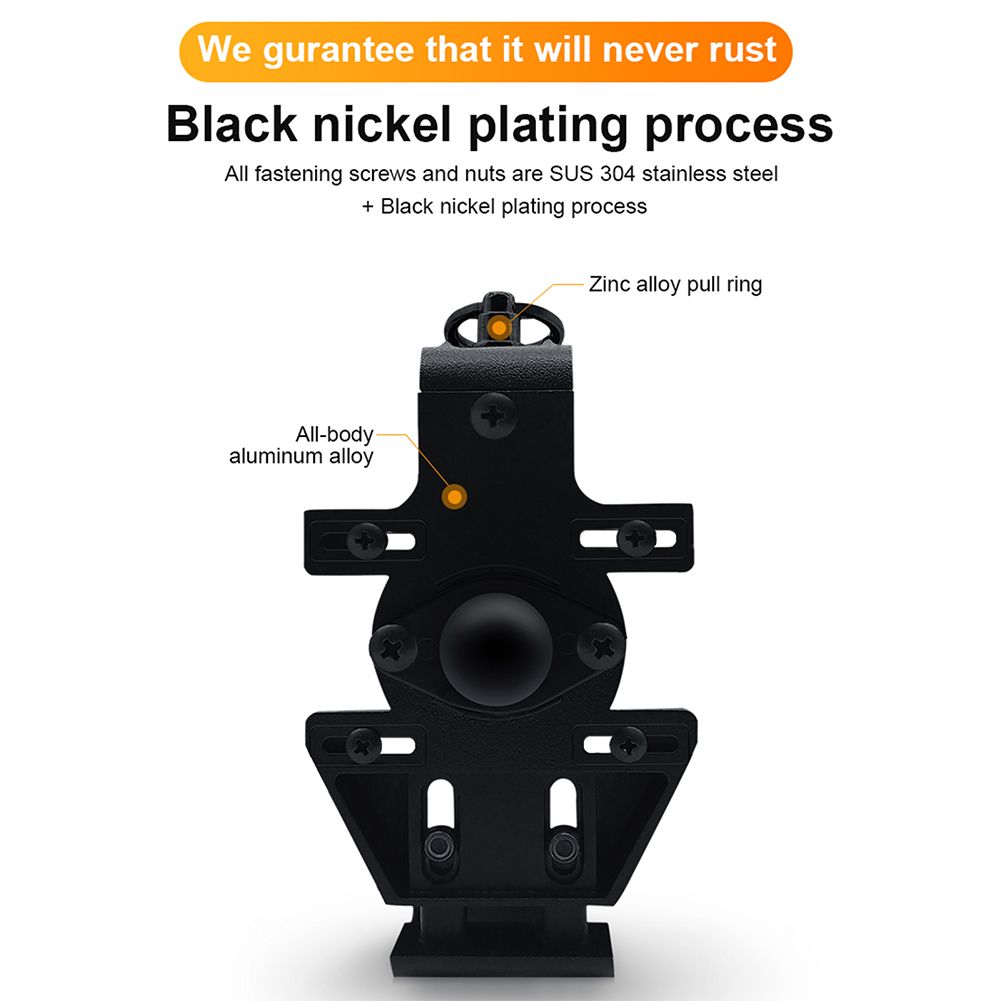 We gurantee that it will never rust
Black nickel plating process
All fastening screws and nuts are SUS 304 stainless steel
+ Black nickel plating process
Zinc alloy pull ring
All-body
aluminum alloy